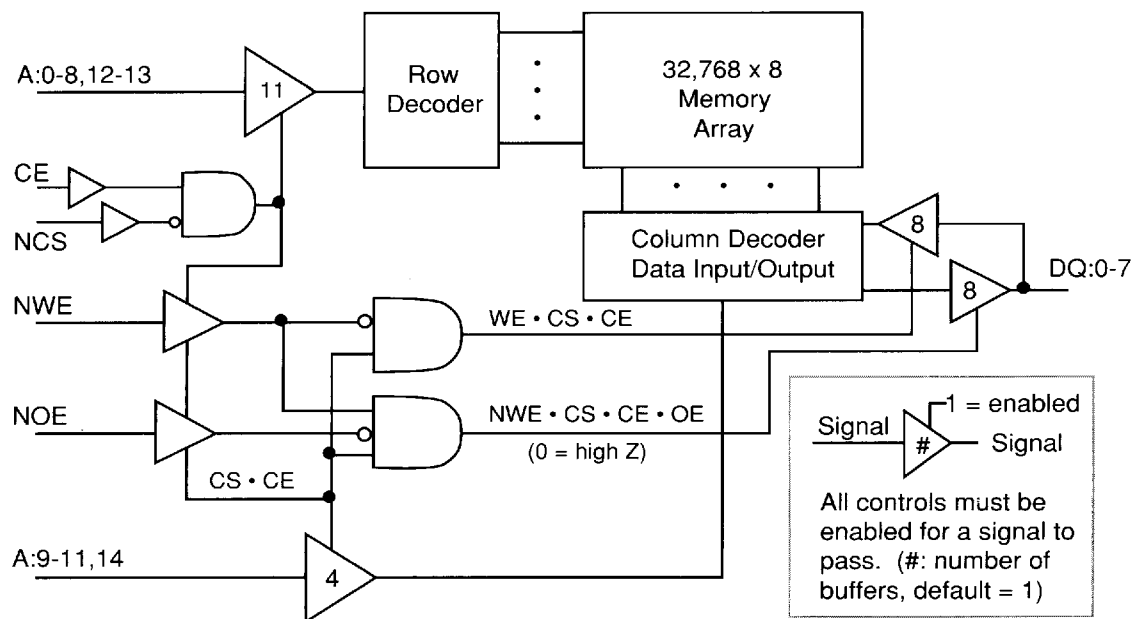 A:0-8,12-13
11
Row
Decoder
32,768 x 8
Memory
Array
CE
NCS
Column Decoder
Data Input/Output
8
8
DQ:0-7
NWE
WE • CS • CE
NOE
NWE • CS • CE • OE
(0 = high Z)
CS • CE
A:9-11,14
4
1 = enabled
Signal
#
Signal
All controls must be
enabled for a signal to
pass. (#: number of
buffers, default = 1)